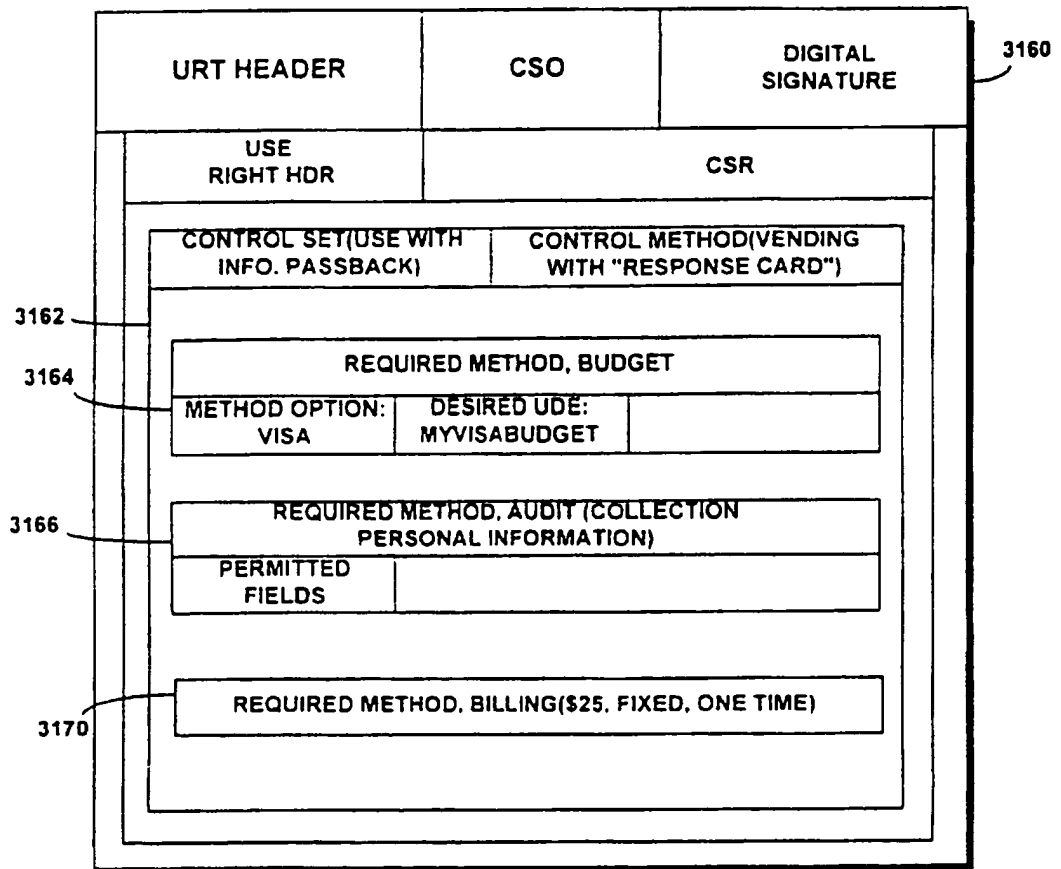 URT HEADER
CSO
DIGITAL
SIGNATURE
3160
USE
RIGHT HDR
CSR
CONTROL SET(USE WITH
INFO. PASSBACK)
CONTROL METHOD(VENDING
WITH "RESPONSE CARD")
3162
REQUIRED METHOD, BUDGET
3164
METHOD OPTION:
VISA
DESIRED UDE:
MYVISABUDGET
REQUIRED METHOD, AUDIT (COLLECTION
PERSONAL INFORMATION)
3166
PERMITTED
FIELDS
REQUIRED METHOD, BILLING($25, FIXED, ONE TIME)
3170